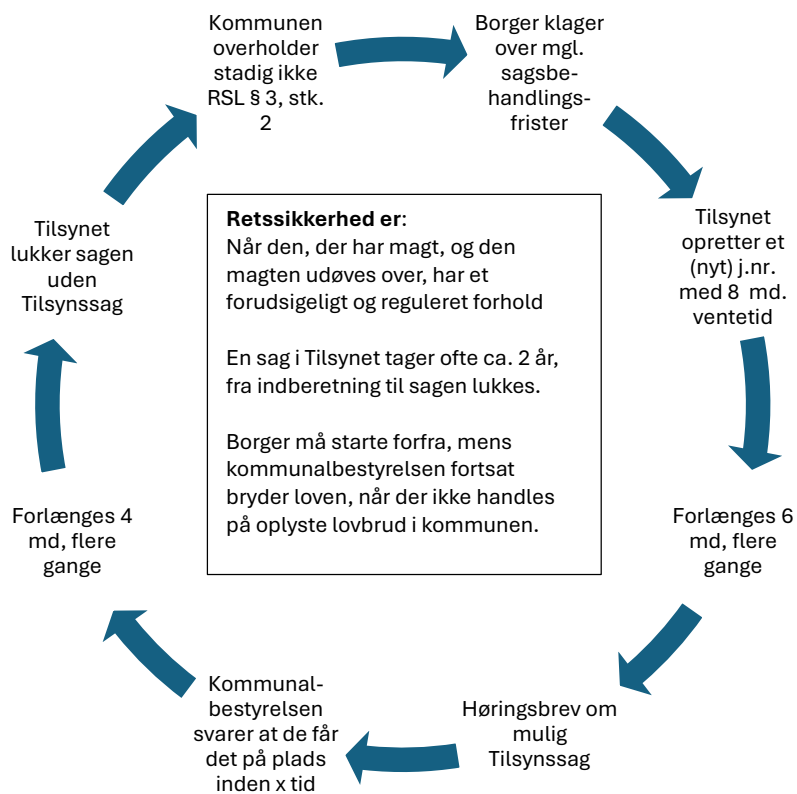 Kommunen
overholder
stadig ikke
RSL § 3, stk.
2
Borger klager
over mgl.
sagsbe-
handlings-
frister
Tilsynet
opretter et
(nyt) j.nr.
med 8 md.
ventetid
Forlænges 6
md, flere
gange
Høringsbrev om
mulig
Tilsynssag
Kommunal-
bestyrelsen
svarer at de får
det på plads
inden x tid
Forlænges 4
md, flere
gange
Tilsynet
lukker sagen
uden
Tilsynssag
Retssikkerhed er:
Når den, der har magt, og den
magten udøves over, har et
forudsigeligt og reguleret forhold
En sag i Tilsynet tager ofte ca. 2 år,
fra indberetning til sagen lukkes.
Borger må starte forfra, mens
kommunalbestyrelsen fortsat
bryder loven, når der ikke handles
på oplyste lovbrud i kommunen.